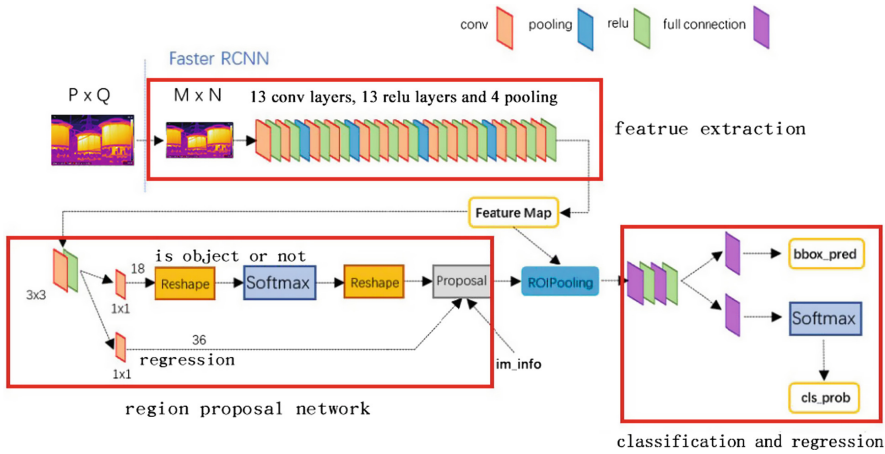 conv
pooling
relu
full connection
Faster RCNN
P x Q
M x N
13 conv layers, 13 relu layers and 4 pooling
featrue extraction
Feature Map
is object or not
18
3x3
1x1
Reshape
Softmax
Reshape
Proposal
ROIPooling
bbox_pred
Softmax
36
regression
1x1
im_info
cls_prob
region proposal network
classification and regression